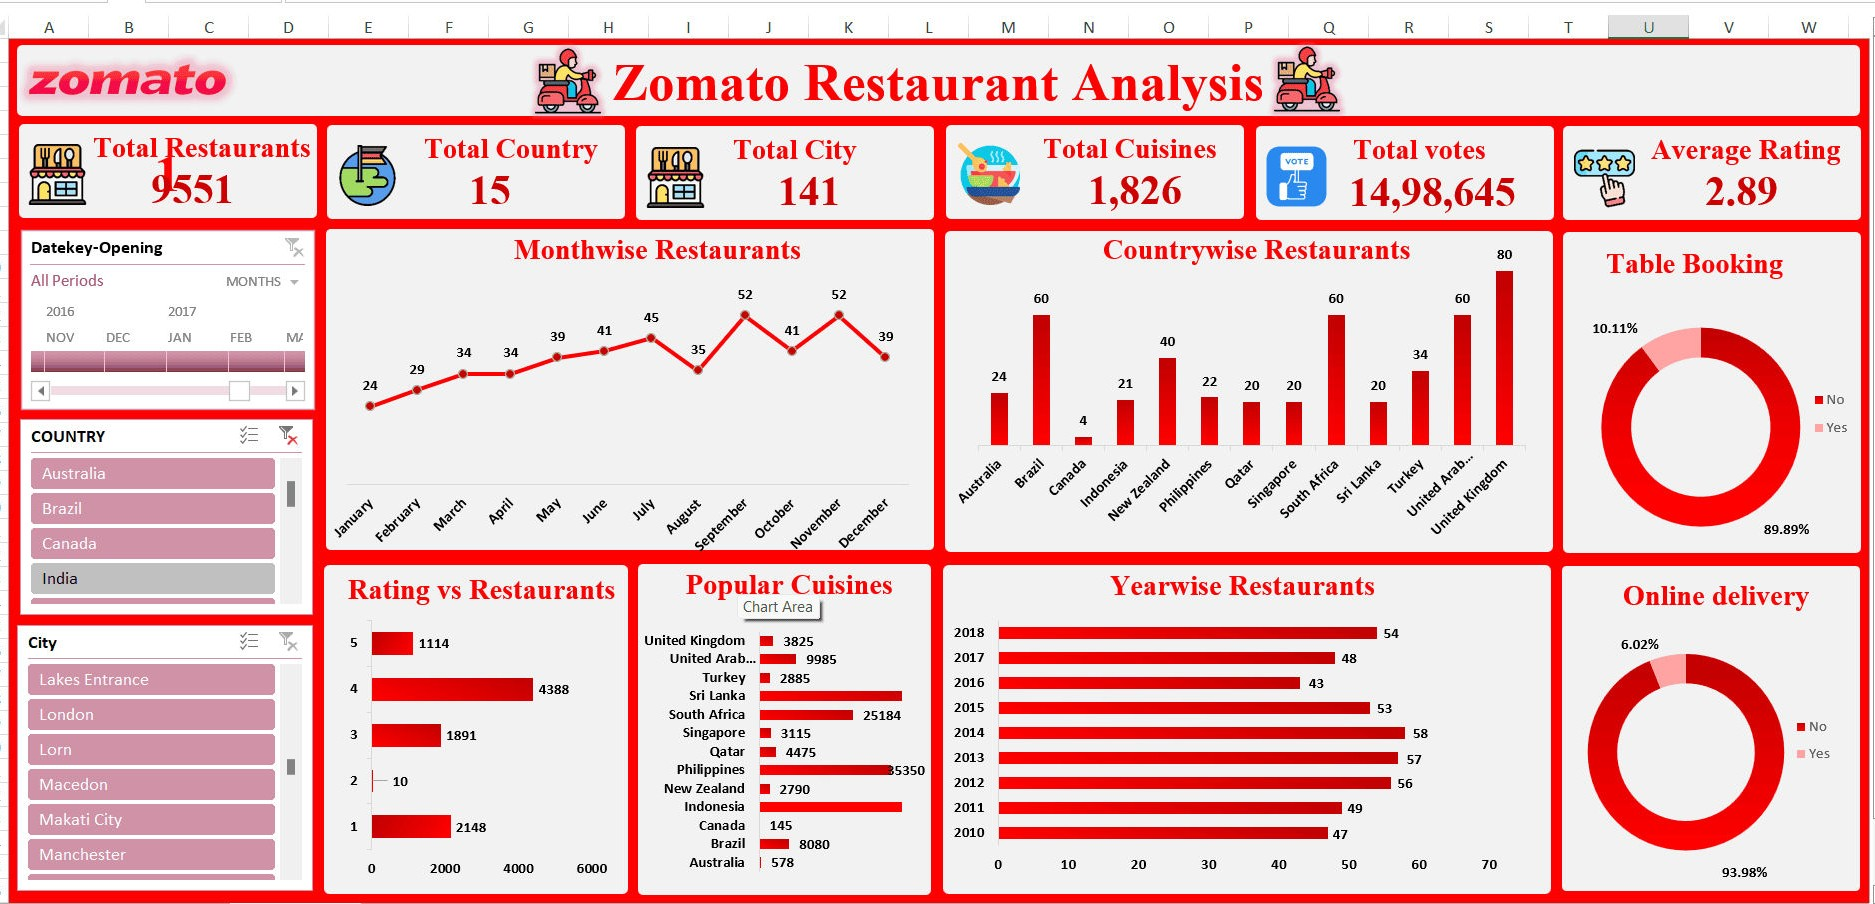 A B C D E F G H I J K L M N O P Q R S T U V W
zomato
Zomato Restaurant Analysis
Total Restaurants
1
9551
Total Country
15
Total City
141
Total Cuisines
1,826
VOTE
Total votes
14,98,645
Average Rating
2.89
Datekey-Opening
All Periods MONTHS
2016 2017
NOV DEC JAN FEB
COUNTRY
Australia
Brazil
Canada
India
City
Lakes Entrance
London
Lorn
Macedon
Makati City
Manchester
Monthwise Restaurants
24 29 34 34 39 41 45 35 52 41 52 39
January February March April May June July August September October November December
Countrywise Restaurants
24 60 4 21 40 22 20 20 60 20 34 60 80
Australia Brazil Canada Indonesia New Zealand Philippines Qatar Singapore South Africa Sri Lanka Turkey United Arab... United Kingdom
Table Booking
10.11%
No
Yes
89.89%
Rating vs Restaurants
5 1114
4 4388
3 1891
2 10
1 2148
0 2000 4000 6000
Popular Cuisines
Chart Area
United Kingdom 3825
United Arab... 9985
Turkey 2885
Sri Lanka
South Africa 25184
Singapore 3115
Qatar 4475
Philippines 35350
New Zealand 2790
Indonesia
Canada 145
Brazil 8080
Australia 578
Yearwise Restaurants
2018 54
2017 48
2016 43
2015 53
2014 58
2013 57
2012 56
2011 49
2010 47
0 10 20 30 40 50 60 70
Online delivery
6.02%
No
Yes
93.98%